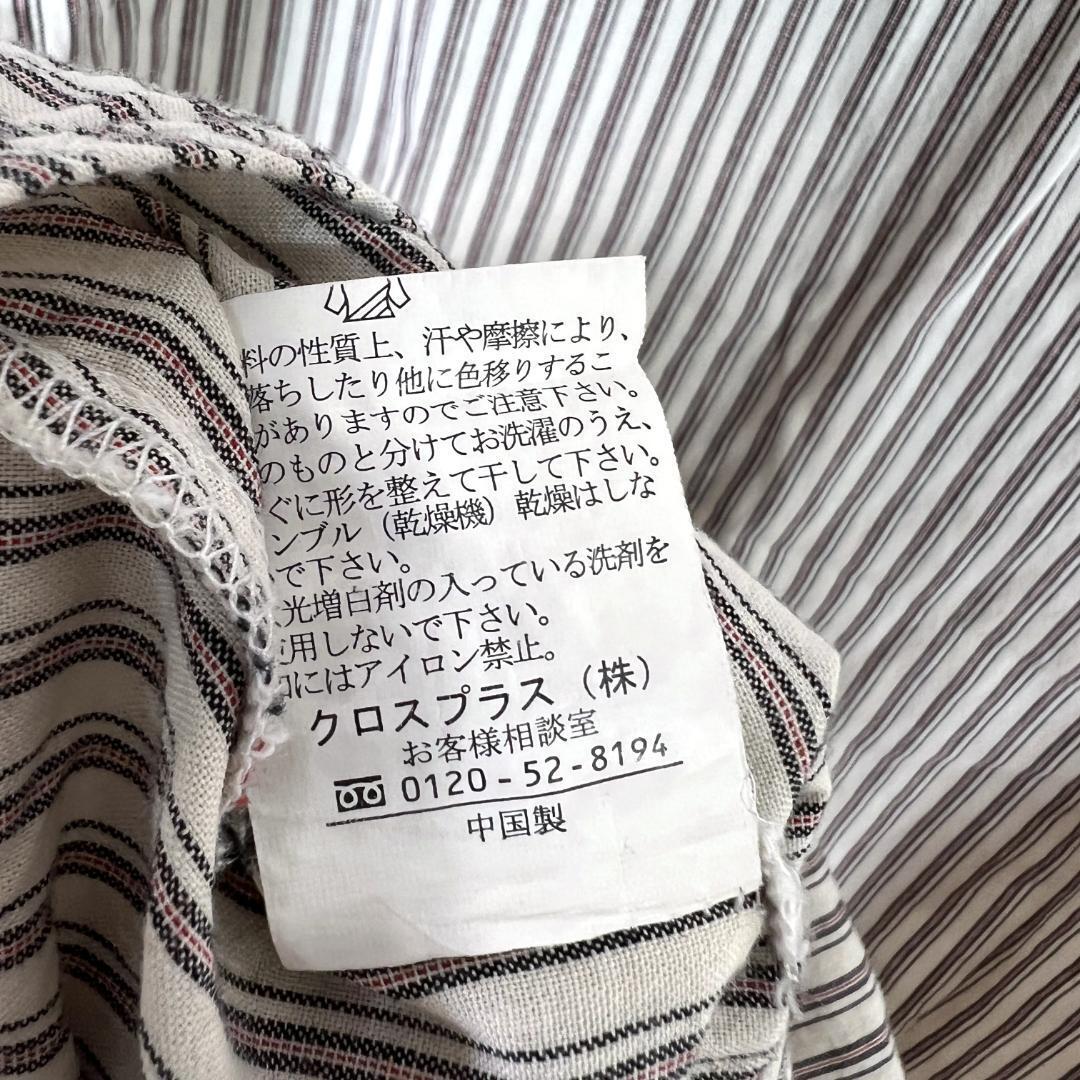 料の性質上、汗や摩擦により、
落ちしたり他に色移りするこ
がありますのでご注意下さい。
のものと分けてお洗濯のうえ、
ぐに形を整えて干して下さい。
ンブル（乾燥機）乾燥はしな
で下さい。
光増白剤の入っている洗剤を
用しないで下さい。
にはアイロン禁止。
クロスプラス（株）
お客様相談室
0120-52-8194
中国製